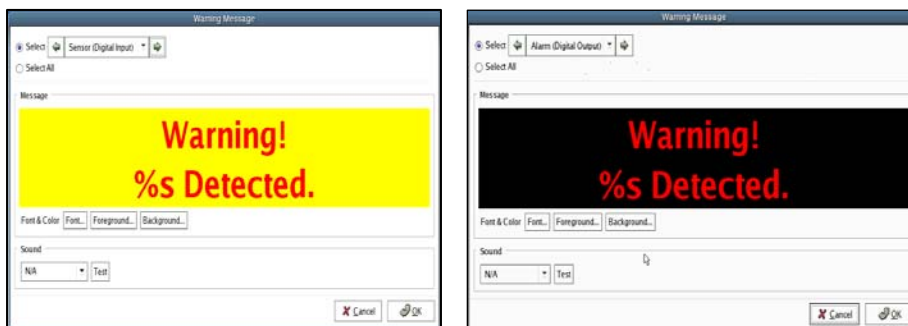 Warning Message
Select Sensor (Digital Input)
Select All
Message
Warning!
%s Detected.
Font & Color Font... Foreground... Background...
Sound
N/A Test
Cancel OK
Warning Message
Select Alarm (Digital Output)
Select All
Message
Warning!
%s Detected.
Font & Color Font... Foreground... Background...
Sound
N/A Test
Cancel OK